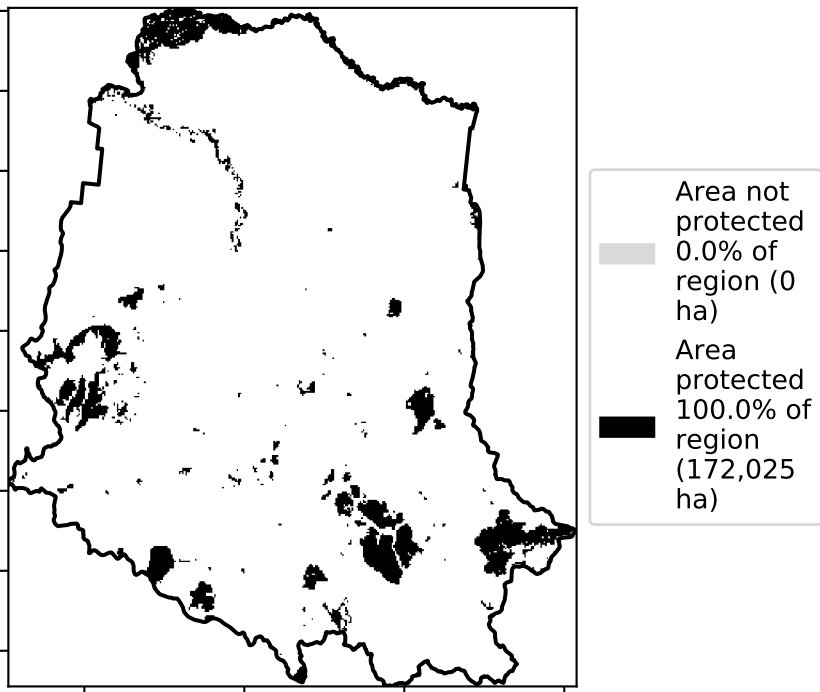 Area not
protected
0.0% of
region (0
ha)
Area
protected
100.0% of
region
(172,025
ha)